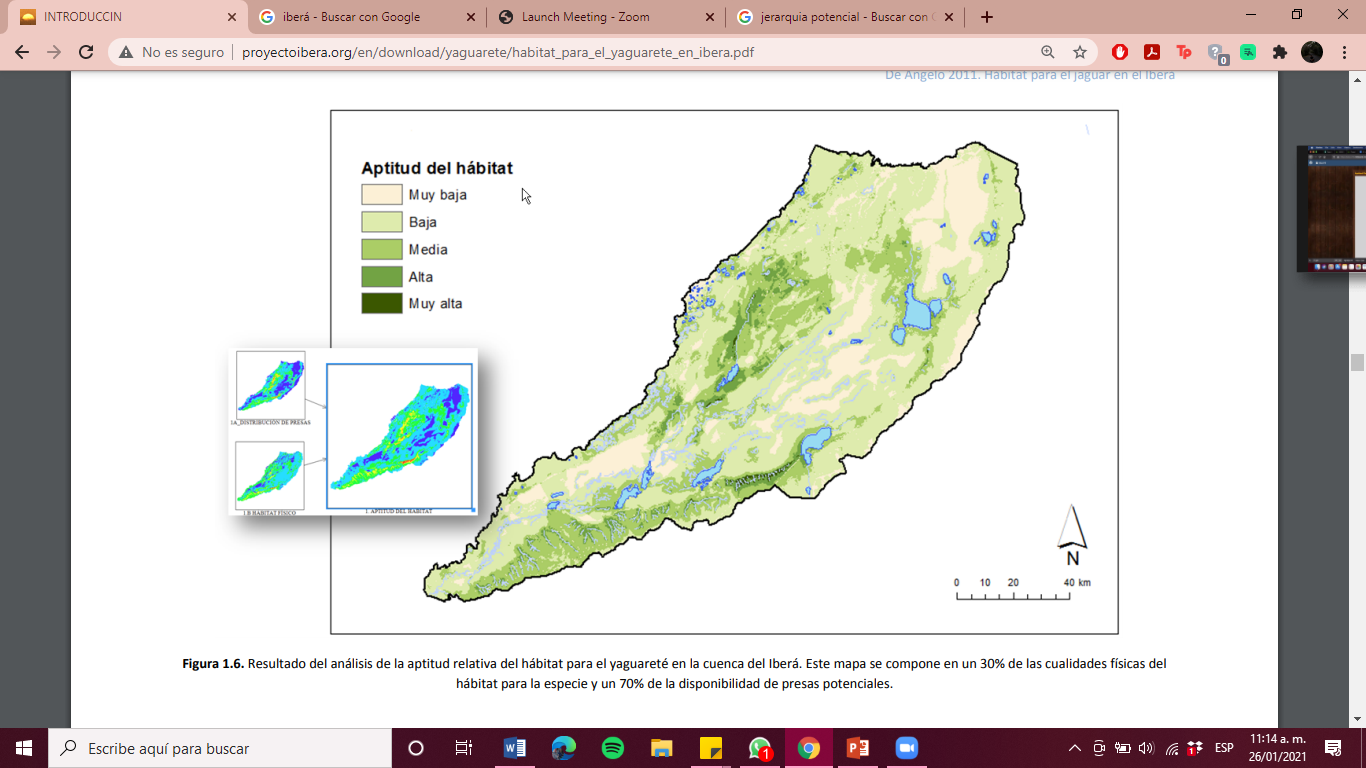 INTRODUCCIN
iberá - Buscar con Google
Launch Meeting - Zoom
jerarquia potencial - Buscar con
No es seguro
proyectoibera.org/en/download/yaguarete/habitat_para_el_yaguarete_en_ibera.pdf
0
De Angelo 2011. Hábitat para el jaguar en el Iberá
Aptitud del hábitat
Muy baja
Baja
Media
Alta
Muy alta
1A_DISTRIBUCIÓN DE PRESAS
1 B HABITAT FÍSICO
1. APTITUD DEL HABITAT
N
0 10 20 40 km
Figura 1.6. Resultado del análisis de la aptitud relativa del hábitat para el yaguareté en la cuenca del Iberá. Este mapa se compone en un 30% de las cualidades físicas del
hábitat para la especie y un 70% de la disponibilidad de presas potenciales.
Escribe aquí para buscar
1
1
ESP
11:14 a. m.
26/01/2021